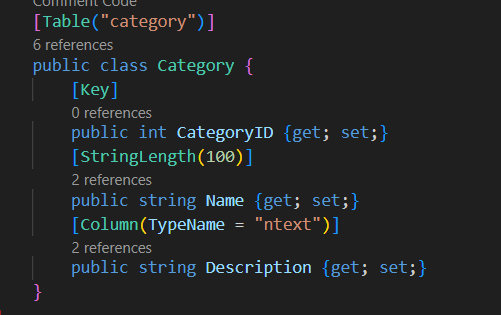 Comment Code
[Table("category")]
6 references
public class Category {
[Key]
0 references
public int CategoryID {get; set;}
[StringLength(100)]
2 references
public string Name {get; set;}
[Column(TypeName = "ntext")]
2 references
public string Description {get; set;}
}